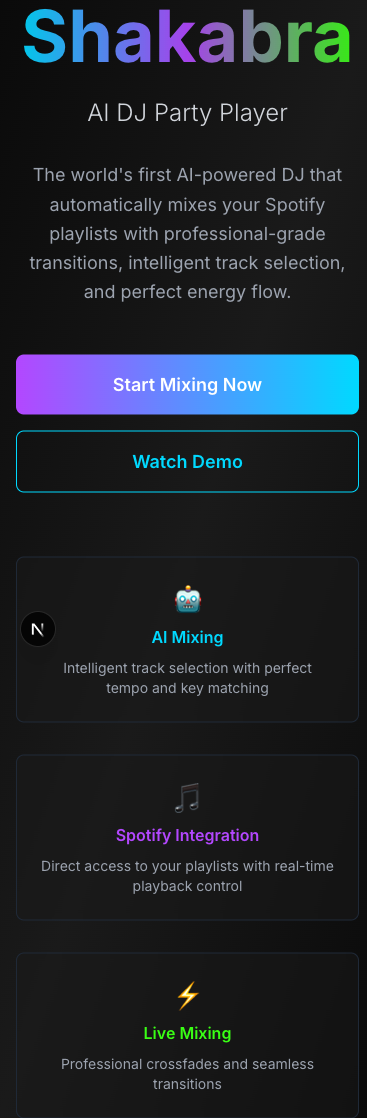 Shakabra
AI DJ Party Player
The world's first AI-powered DJ that
automatically mixes your Spotify
playlists with professional-grade
transitions, intelligent track selection,
and perfect energy flow.
Start Mixing Now
Watch Demo
N
AI Mixing
Intelligent track selection with perfect
tempo and key matching
Spotify Integration
Direct access to your playlists with real-time
playback control
Live Mixing
Professional crossfades and seamless
transitions